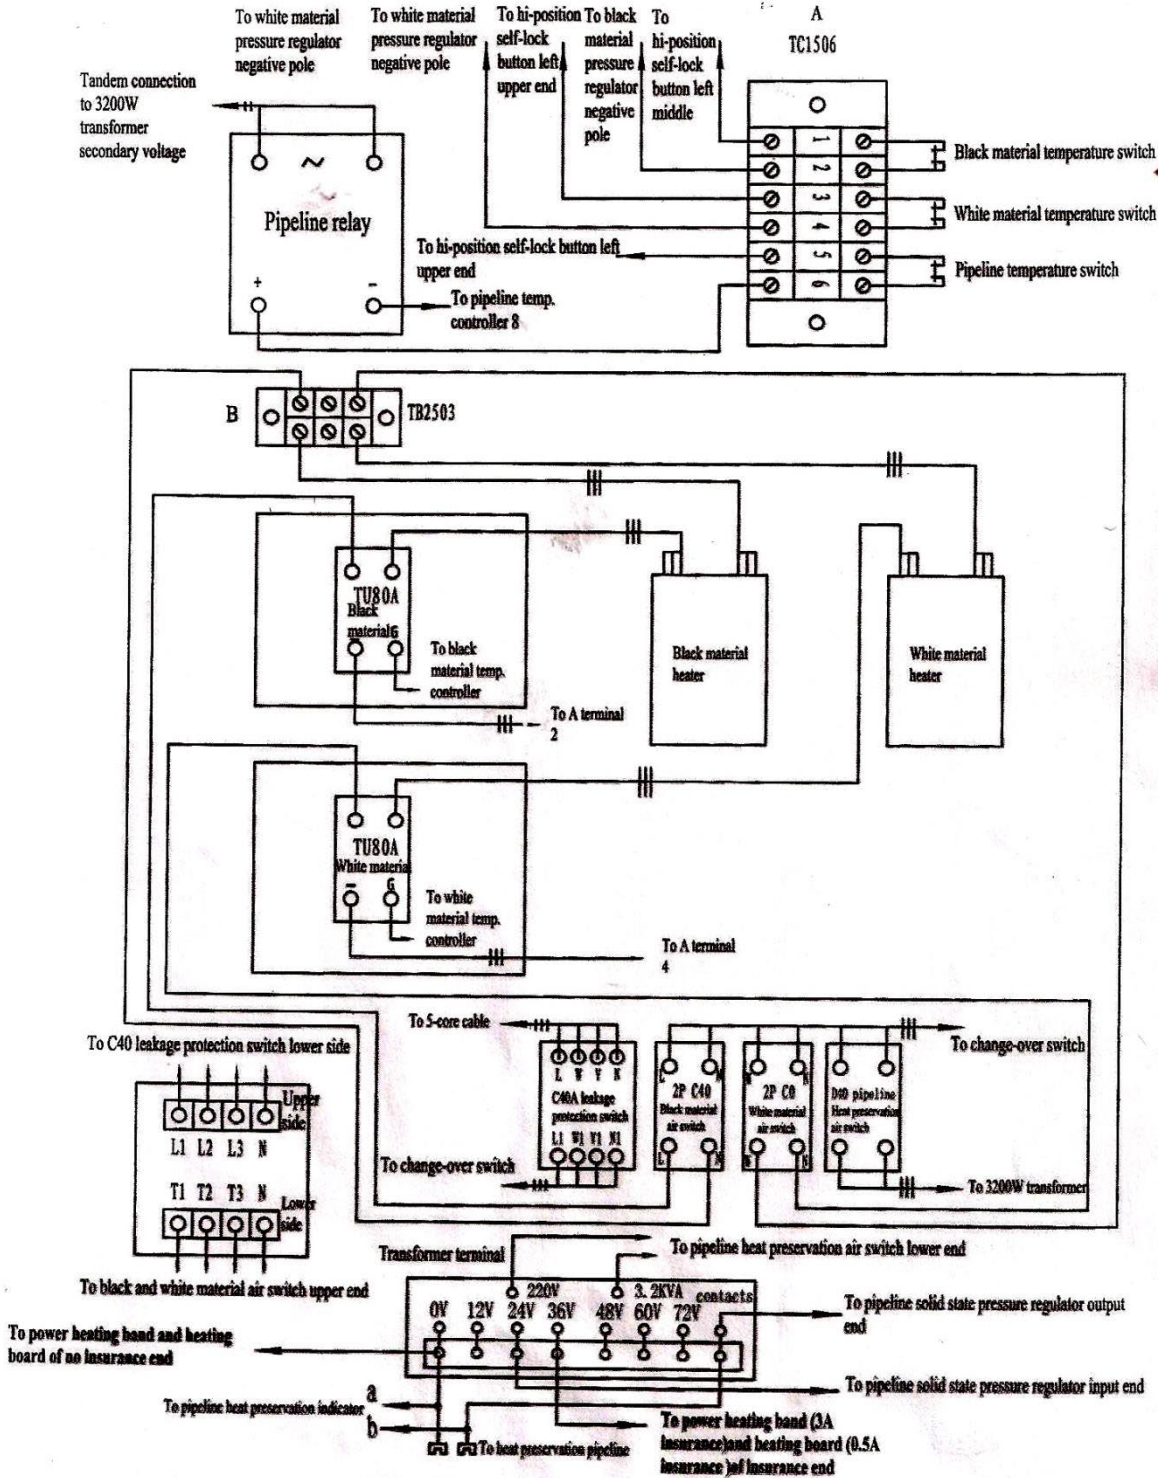 To white material
pressure regulator
negative pole
To white material
pressure regulator
negative pole
To hi-position
self-lock
button left
upper end
To black
material
pressure
regulator
negative
pole
To
hi-position
self-lock
button left
middle
A
TC1506
Tandem connection
to 3200W
transformer
secondary voltage
~
Pipeline relay
+
-
To pipeline temp.
controller 8
To hi-position self-lock button left
upper end
1
2
3
4
5
6
Black material temperature switch
White material temperature switch
Pipeline temperature switch
B
TB2503
TU80A
Black
material G
To black
material temp.
controller
To A terminal
2
Black material
heater
White material
heater
TU80A
White material
- G
To white
material temp.
controller
To A terminal
4
To 5-core cable
To C40 leakage protection switch lower side
Upper
side
L1 L2 L3 N
T1 T2 T3 N
Lower
side
To black and white material air switch upper end
L W V N
C40A leakage
protection switch
L1 W1 V1 N1
To change-over switch
L N
2P C40
Black material
air switch
L N
N N
2P C0
White material
air switch
N N
D40 pipeline
Heat preservation
air switch
To change-over switch
To 3200W transformer
Transformer terminal
To pipeline heat preservation air switch lower end
220V 3.2KVA contacts
0V 12V 24V 36V 48V 60V 72V
To pipeline solid state pressure regulator output
end
To power heating band and heating
board of no insurance end
To pipeline solid state pressure regulator input end
a
To pipeline heat preservation indicator
b
To heat preservation pipeline
To power heating band (3A
insurance)and heating board (0.5A
insurance )of insurance end